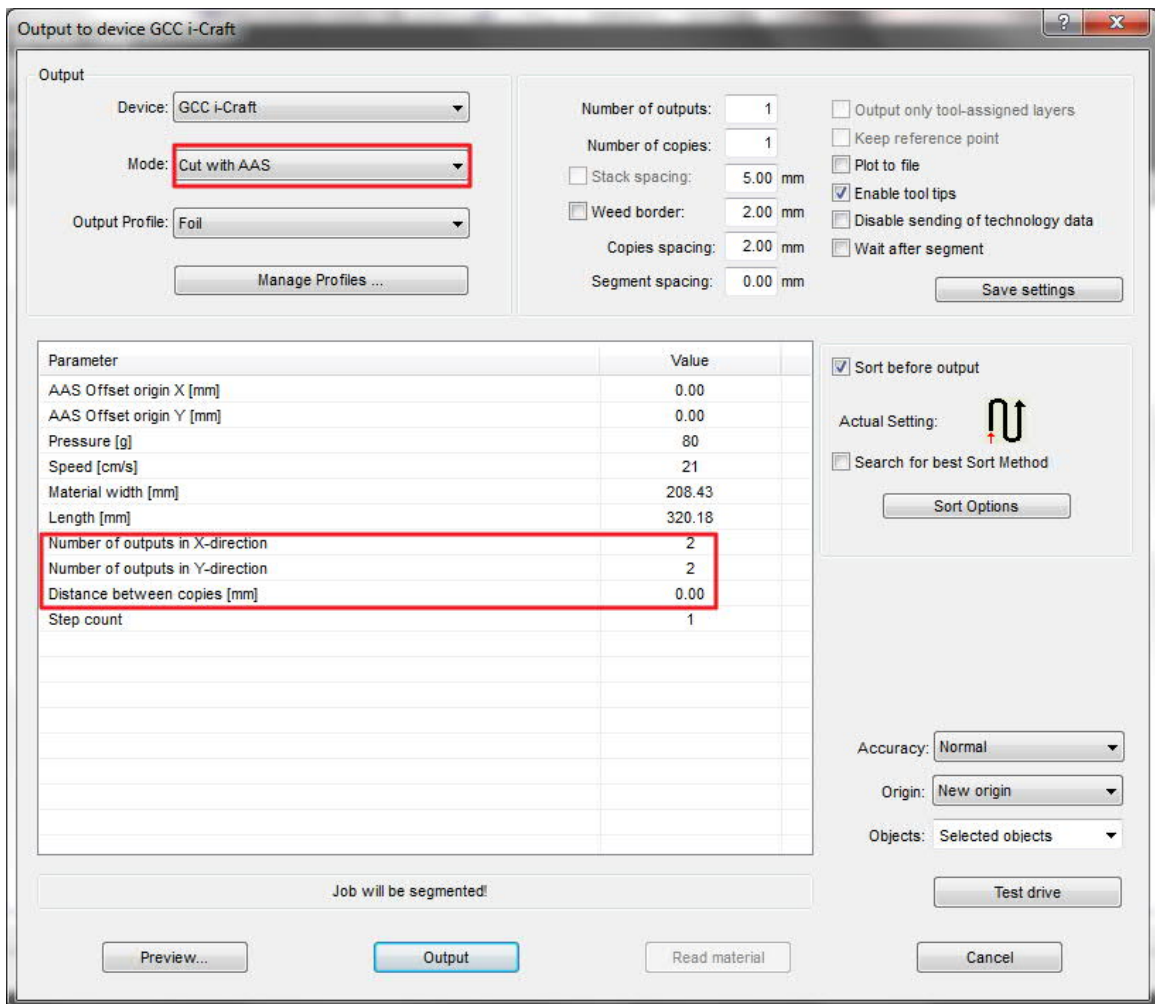 Output to device GCC i-Craft
Output
Device: GCC i-Craft
Mode: Cut with AAS
Output Profile: Foil
Manage Profiles ...
Number of outputs: 1
Number of copies: 1
Stack spacing: 5.00 mm
Weed border: 2.00 mm
Copies spacing: 2.00 mm
Segment spacing: 0.00 mm
Output only tool-assigned layers
Keep reference point
Plot to file
Enable tool tips
Disable sending of technology data
Wait after segment
Save settings
Parameter Value
AAS Offset origin X [mm] 0.00
AAS Offset origin Y [mm] 0.00
Pressure [g] 80
Speed [cm/s] 21
Material width [mm] 208.43
Length [mm] 320.18
Number of outputs in X-direction 2
Number of outputs in Y-direction 2
Distance between copies [mm] 0.00
Step count 1
Sort before output
Actual Setting:
Search for best Sort Method
Sort Options
Accuracy: Normal
Origin: New origin
Objects: Selected objects
Job will be segmented!
Test drive
Preview...
Output
Read material
Cancel